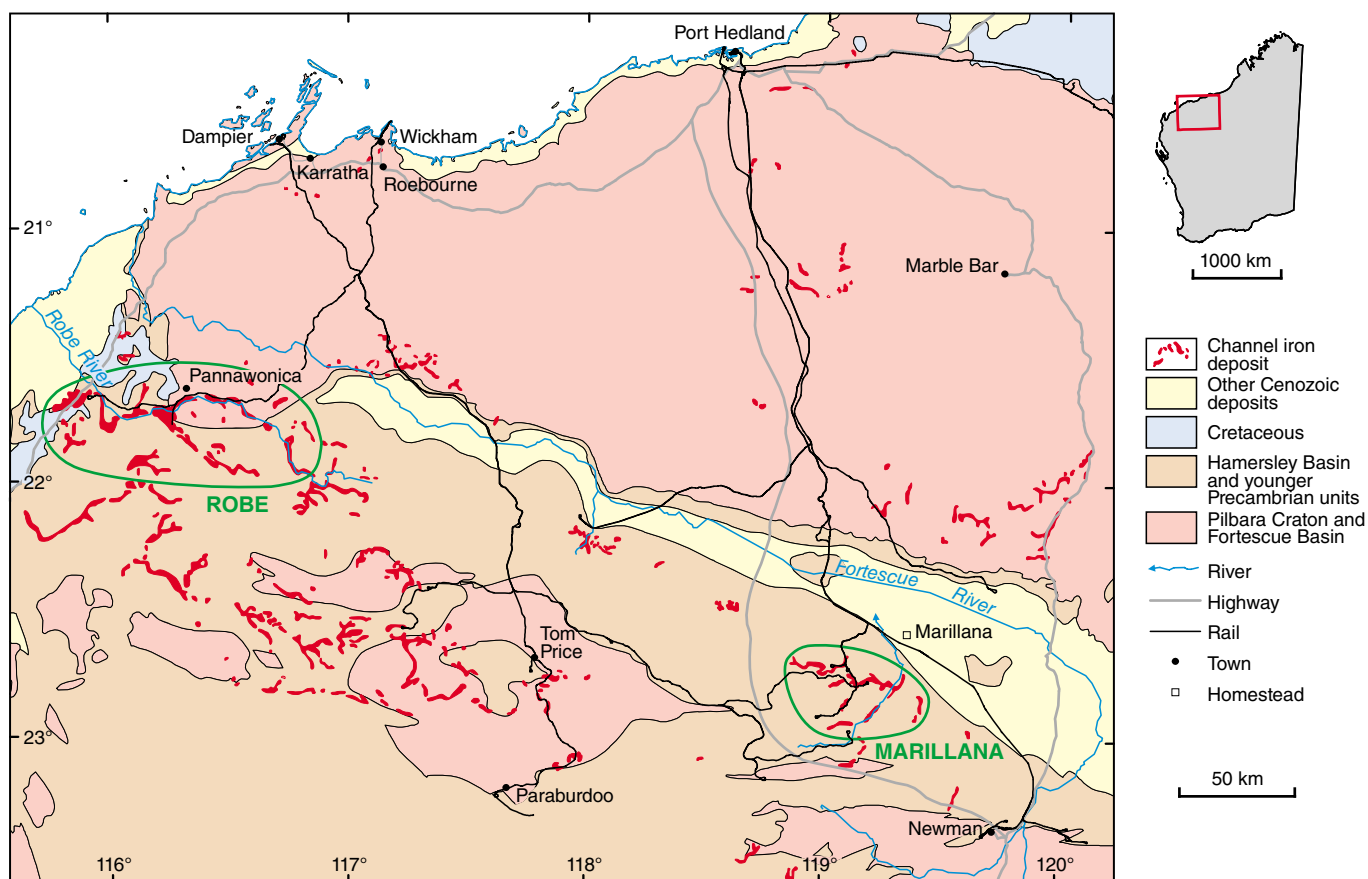 Port Hedland
Dampier
Wickham
Karratha
Roebourne
21°
Marble Bar
Robe River
Pannawonica
22°
ROBE
Fortescue
River
Marillana
Tom
Price
23°
MARILLANA
Paraburdoo
Newman
116°
117°
118°
119°
120°
1000 km
Channel iron
deposit
Other Cenozoic
deposits
Cretaceous
Hamersley Basin
and younger
Precambrian units
Pilbara Craton and
Fortescue Basin
River
Highway
Rail
Town
Homestead
50 km